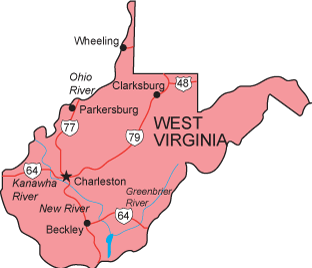 Wheeling
Ohio
River
Clarksburg
48
Parkersburg
77
79
WEST
VIRGINIA
64
Kanawha
River
Charleston
Greenbrier
River
New River
64
Beckley